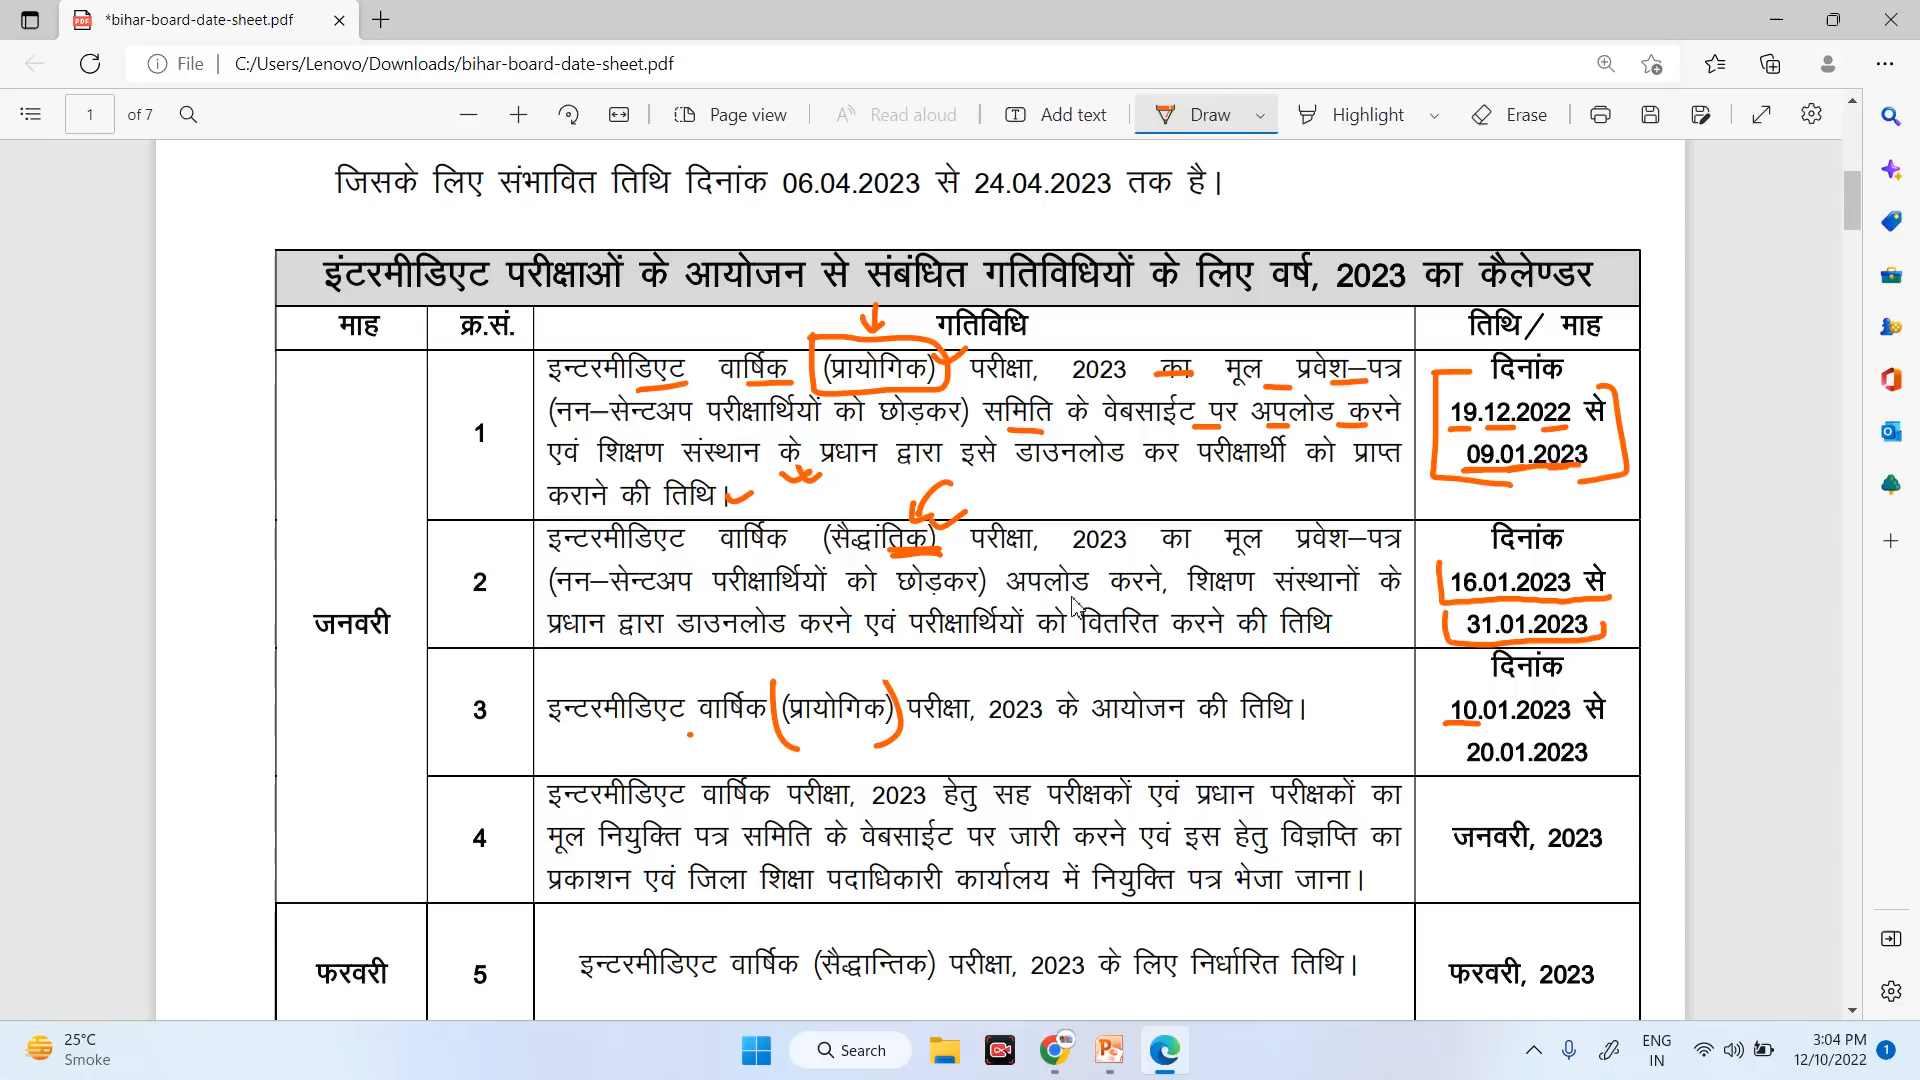 *bihar-board-date-sheet.pdf
File
C:/Users/Lenovo/Downloads/bihar-board-date-sheet.pdf
1 of 7
Page view
Read aloud
Add text
Draw
Highlight
Erase
जिसके लिए संभावित तिथि दिनांक 06.04.2023 से 24.04.2023 तक है।
इंटरमीडिएट परीक्षाओं के आयोजन से संबंधित गतिविधियों के लिए वर्ष, 2023 का कैलेण्डर
माह क्र.सं. गतिविधि तिथि/ माह
जनवरी
1
इन्टरमीडिएट वार्षिक (प्रायोगिक) परीक्षा, 2023 का मूल प्रवेश–पत्र
(नन–सेन्टअप परीक्षार्थियों को छोड़कर) समिति के वेबसाईट पर अपलोड करने
एवं शिक्षण संस्थान के प्रधान द्वारा इसे डाउनलोड कर परीक्षार्थी को प्राप्त
कराने की तिथि।
दिनांक
19.12.2022 से
09.01.2023
2
इन्टरमीडिएट वार्षिक (सैद्धांतिक) परीक्षा, 2023 का मूल प्रवेश–पत्र
(नन–सेन्टअप परीक्षार्थियों को छोड़कर) अपलोड करने, शिक्षण संस्थानों के
प्रधान द्वारा डाउनलोड करने एवं परीक्षार्थियों को वितरित करने की तिथि
दिनांक
16.01.2023 से
31.01.2023
3
इन्टरमीडिएट वार्षिक (प्रायोगिक) परीक्षा, 2023 के आयोजन की तिथि।
दिनांक
10.01.2023 से
20.01.2023
4
इन्टरमीडिएट वार्षिक परीक्षा, 2023 हेतु सह परीक्षकों एवं प्रधान परीक्षकों का
मूल नियुक्ति पत्र समिति के वेबसाईट पर जारी करने एवं इस हेतु विज्ञप्ति का
प्रकाशन एवं जिला शिक्षा पदाधिकारी कार्यालय में नियुक्ति पत्र भेजा जाना।
जनवरी, 2023
फरवरी
5
इन्टरमीडिएट वार्षिक (सैद्धान्तिक) परीक्षा, 2023 के लिए निर्धारित तिथि।
फरवरी, 2023
25°C
Smoke
Search
ENG
IN
3:04 PM
12/10/2022
1